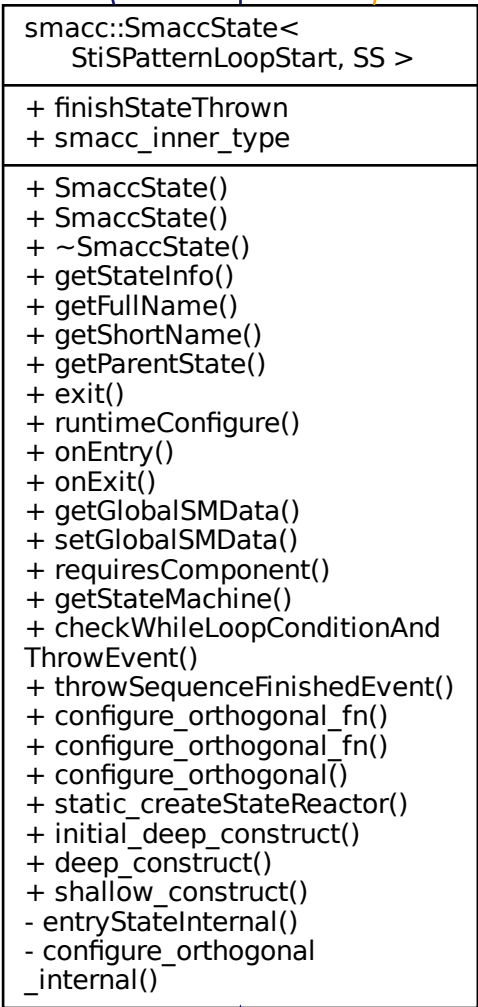 smacc::SmaccState<
StiSPatternLoopStart, SS >
+ finishStateThrown
+ smacc_inner_type
+ SmaccState()
+ SmaccState()
+ ~SmaccState()
+ getStateInfo()
+ getFullName()
+ getShortName()
+ getParentState()
+ exit()
+ runtimeConfigure()
+ onEntry()
+ onExit()
+ getGlobalSMData()
+ setGlobalSMData()
+ requiresComponent()
+ getStateMachine()
+ checkWhileLoopConditionAnd
ThrowEvent()
+ throwSequenceFinishedEvent()
+ configure_orthogonal_fn()
+ configure_orthogonal_fn()
+ configure_orthogonal()
+ static_createStateReactor()
+ initial_deep_construct()
+ deep_construct()
+ shallow_construct()
- entryStateInternal()
- configure_orthogonal
_internal()